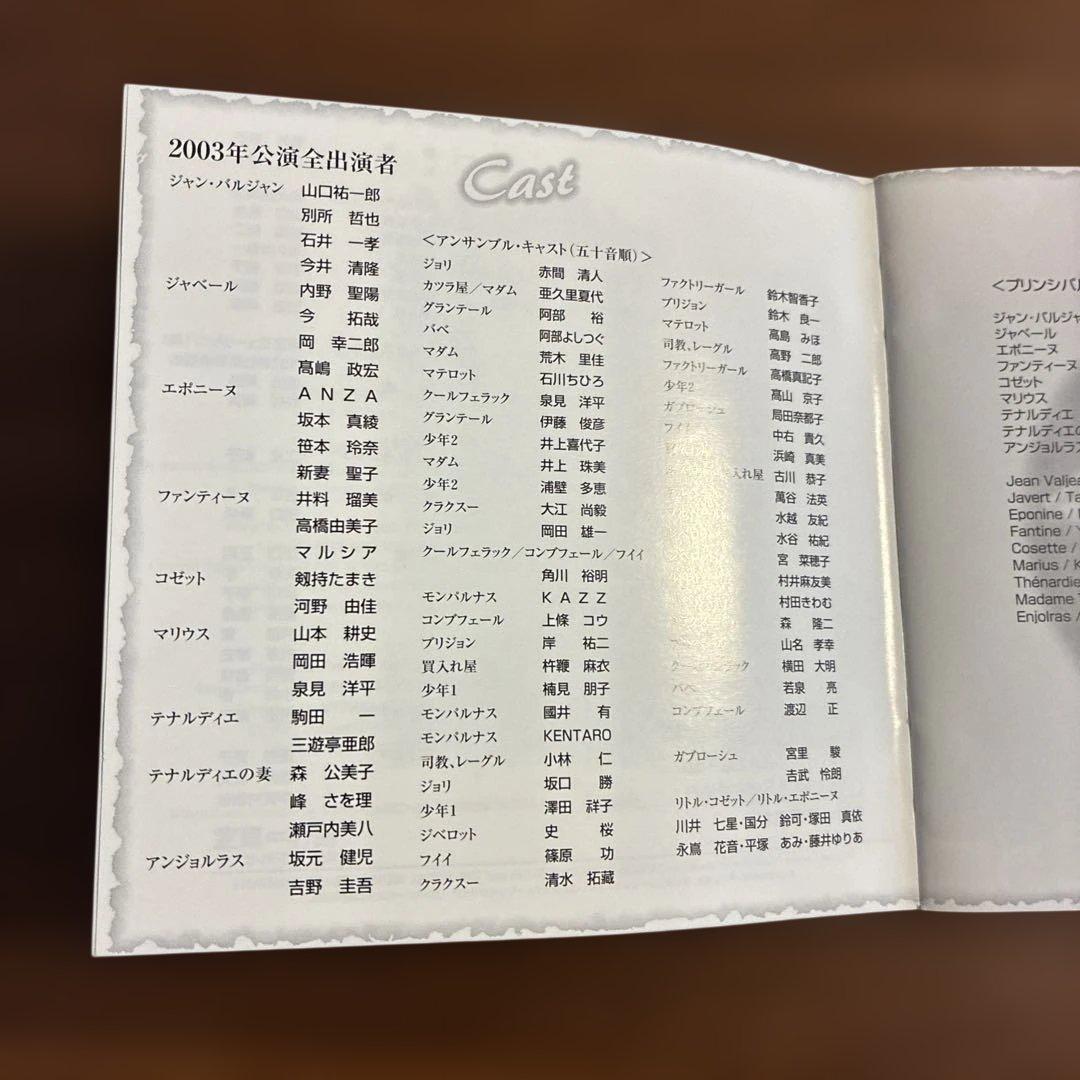 2003年公演全出演者
Cast
ジャン・バルジャン 山口祐一郎
別所 哲也
石井 一孝
今井 清隆
ジャベール 内野 聖陽
今 拓哉
岡 幸二郎
髙嶋 政宏
エポニーヌ ANZA
坂本 真綾
笹本 玲奈
新妻 聖子
ファンティーヌ 井料 瑠美
高橋由美子
マルシア
コゼット 剱持たまき
河野 由佳
マリウス 山本 耕史
岡田 浩暉
泉見 洋平
テナルディエ 駒田 一
三遊亭亜郎
テナルディエの妻 森 公美子
峰 さを理
瀬戸内美八
アンジョルラス 坂元 健児
吉野 圭吾
＜アンサンブル・キャスト（五十音順）＞
ジョリ 赤間 清人
カツラ屋／マダム 亜久里夏代
グランテール 阿部 裕
バベ 阿部よしつぐ
マダム 荒木 里佳
マテロット 石川ちひろ
クールフェラック 泉見 洋平
グランテール 伊藤 俊彦
少年2 井上喜代子
マダム 井上 珠美
少年2 浦壁 多恵
クラクスー 大江 尚毅
ジョリ 岡田 雄一
クールフェラック／コンブフェール／フイイ
角川 裕明
モンパルナス KAZZ
コンブフェール 上條 コウ
ブリジョン 岸 祐二
買入れ屋 杵鞭 麻衣
少年1 楠見 朋子
モンパルナス 國井 有
モンパルナス KENTARO
司教、レーグル 小林 仁
ジョリ 坂口 勝
少年1 澤田 祥子
ジベロット 史 桜
フイイ 篠原 功
クラクスー 清水 拓蔵
ファクトリーガール 鈴木智香子
ブリジョン 鈴木 良一
マテロット 高島 みほ
司教、レーグル 高野 二郎
ファクトリーガール 高橋真記子
少年2 髙山 京子
ガブローシュ 局田奈都子
フイイ 中右 貴久
浜崎 真美
入れ屋 古川 恭子
萬谷 法英
水越 友紀
水谷 祐紀
宮 菜穂子
村井麻友美
村田きわむ
森 隆二
山名 孝幸
クールフェラック 横田 大明
バベ 若泉 亮
コンブフェール 渡辺 正
ガブローシュ 宮里 駿
吉武 怜朗
リトル・コゼット／リトル・エポニーヌ
川井 七星・国分 鈴可・塚田 真依
永嶌 花音・平塚 あみ・藤井ゆりあ
＜プリンシパル
ジャン・バルジャ
ジャベール
エポニーヌ
ファンティーヌ
コゼット
マリウス
テナルディエ
テナルディエの
アンジョルラス
Jean Valjea
Javert / Ta
Eponine /
Fantine / Y
Cosette /
Marius / K
Thénardie
Madame T
Enjolras /